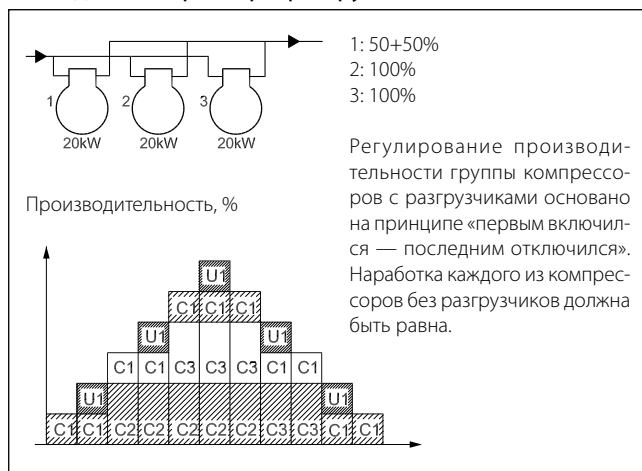 1: 50+50%
2: 100%
3: 100%
1 2 3
20kW 20kW 20kW
Регулирование производи-
тельности группы компрессо-
ров с разгрузчиками основано
на принципе «первым включил-
ся — последним отключился».
Наработка каждого из компрес-
соров без разгрузчиков должна
быть равна.
Производительность, %
U1
C1 C1 C1
U1 U1
C1 C1 C3 C3 C3 C1 C1
U1 U1
C1 C1 C2 C2 C2 C2 C2 C3 C3 C1 C1